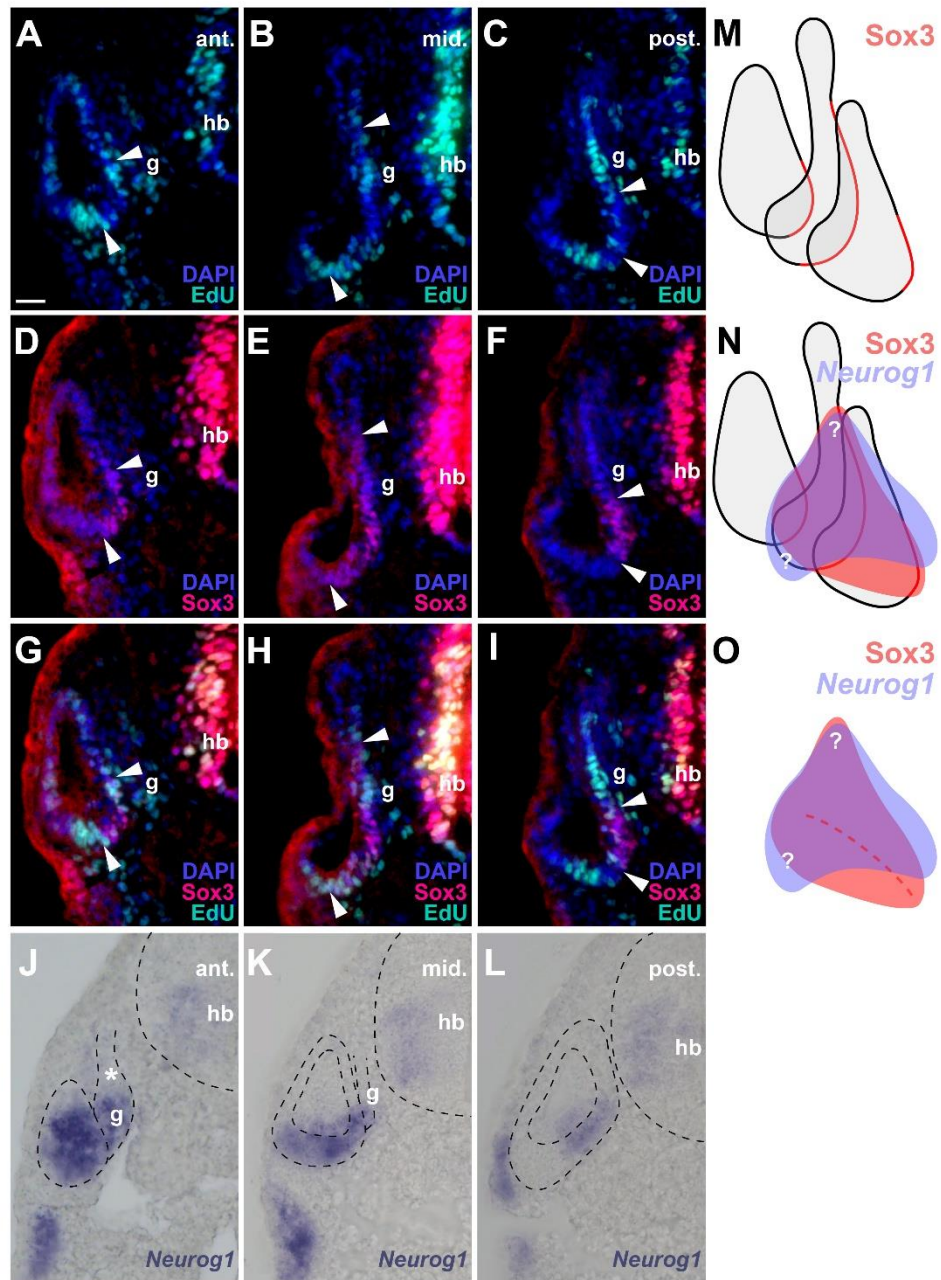 A
ant.
hb
g
DAPI
EdU
B
mid.
g
hb
DAPI
EdU
C
post.
g
hb
DAPI
EdU
M
Sox3
D
hb
g
DAPI
Sox3
E
g
hb
DAPI
Sox3
F
g
hb
DAPI
Sox3
N
Sox3
Neurog1
?
?
G
hb
g
DAPI
Sox3
EdU
H
g
hb
DAPI
Sox3
EdU
I
g
hb
DAPI
Sox3
EdU
O
Sox3
Neurog1
?
?
J
ant.
hb
*
g
Neurog1
K
mid.
hb
g
Neurog1
L
post.
hb
Neurog1